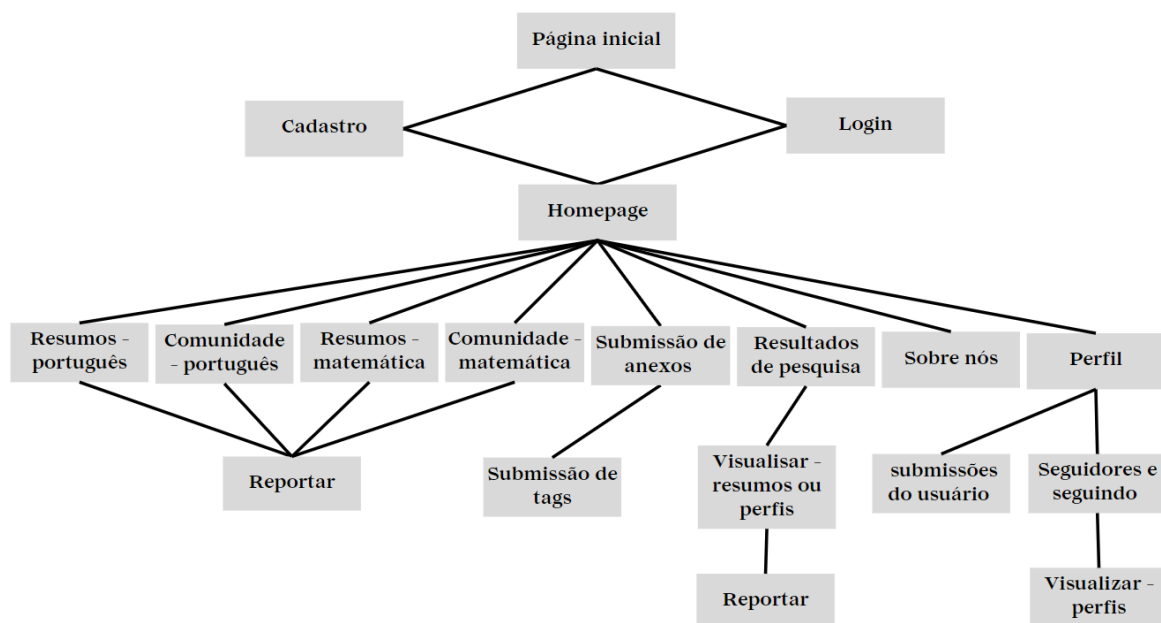 Página inicial
Cadastro
Login
Homepage
Resumos -
português
Comunidade
- português
Resumos -
matemática
Comunidade -
matemática
Submissão de
anexos
Resultados
de pesquisa
Sobre nós
Perfil
Reportar
Submissão de
tags
Visualisar -
resumos ou
perfis
submissões
do usuário
Seguidores e
seguindo
Reportar
Visualizar -
perfis